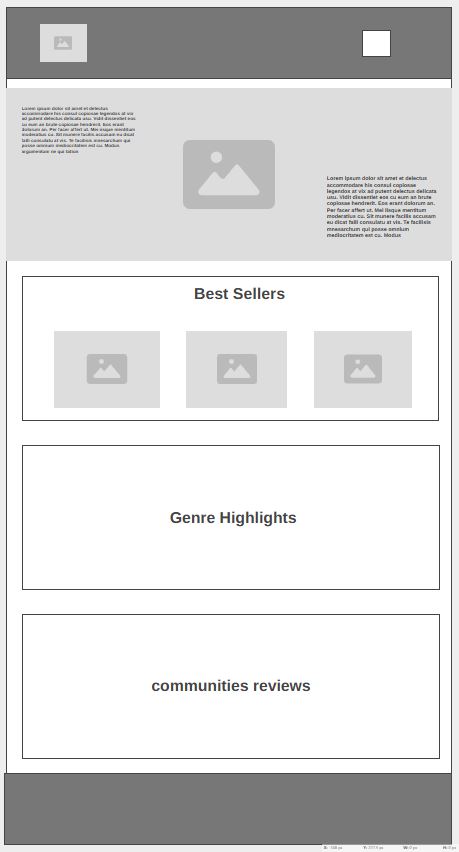 Lorem ipsum dolor sit amet et delectus
accommodare his consul copiosae legendos at vix
ad putent delectus delicata usu. Vidit dissentiet eos
cu eum an brute copiosae hendrerit. Eos erant
dolorum an. Per facer affert ut. Mei iisque mentitum
moderatius cu. Sit munere facilis accusam eu dicat
falli consulatu at vis. Te facilisis mnesarchum qui
posse omnium mediocritatem est cu. Modus
argumentum ne qui tation
Lorem ipsum dolor sit amet et delectus
accommodare his consul copiosae
legendos at vix ad putent delectus delicata
usu. Vidit dissentiet eos cu eum an brute
copiosae hendrerit. Eos erant dolorum an.
Per facer affert ut. Mei iisque mentitum
moderatius cu. Sit munere facilis accusam
eu dicat falli consulatu at vis. Te facilisis
mnesarchum qui posse omnium
mediocritatem est cu. Modus
Best Sellers
Genre Highlights
communities reviews